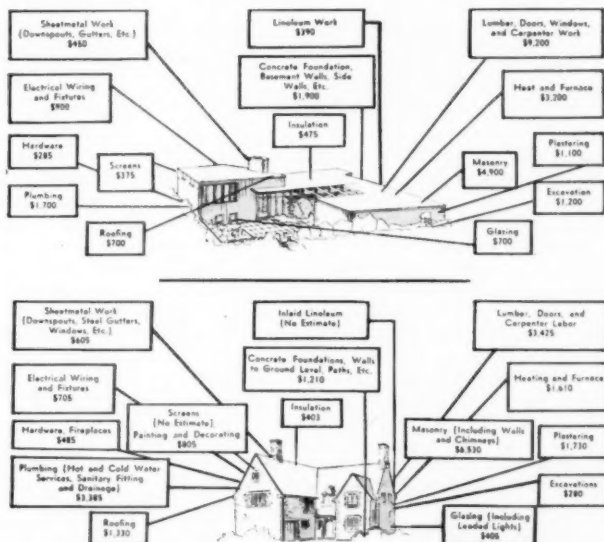 Sheetmetal Work
(Downspouts, Gutters, Etc.)
$450
Linoleum Work
$390
Lumber, Doors, Windows,
and Carpenter Work
$9,200
Electrical Wiring
and Fixtures
$900
Concrete Foundation,
Basement Walls, Side
Walls, Etc.
$1,900
Heat and Furnace
$3,200
Insulation
$475
Hardware
$285
Screens
$375
Masonry
$4,900
Plastering
$1,100
Plumbing
$1,700
Excavation
$1,200
Roofing
$700
Glazing
$700
Sheetmetal Work
(Downspouts, Steel Gutters,
Windows, Etc.)
$605
Inlaid Linoleum
(No Estimate)
Lumber, Doors, and
Carpenter Labor
$3,425
Electrical Wiring
and Fixtures
$705
Concrete Foundations, Walls
to Ground Level, Paths, Etc.
$1,210
Heating and Furnace
$1,610
Screens
(No Estimate)
Painting and Decorating
$805
Insulation
$403
Hardware, Fireplaces
$485
Masonry (Including Walls
and Chimneys)
$6,530
Plastering
$1,730
Plumbing (Hot and Cold Water
Services, Sanitary Fitting
and Drainage)
$3,385
Excavations
$280
Roofing
$1,330
Glazing (Including
Leaded Lights)
$405